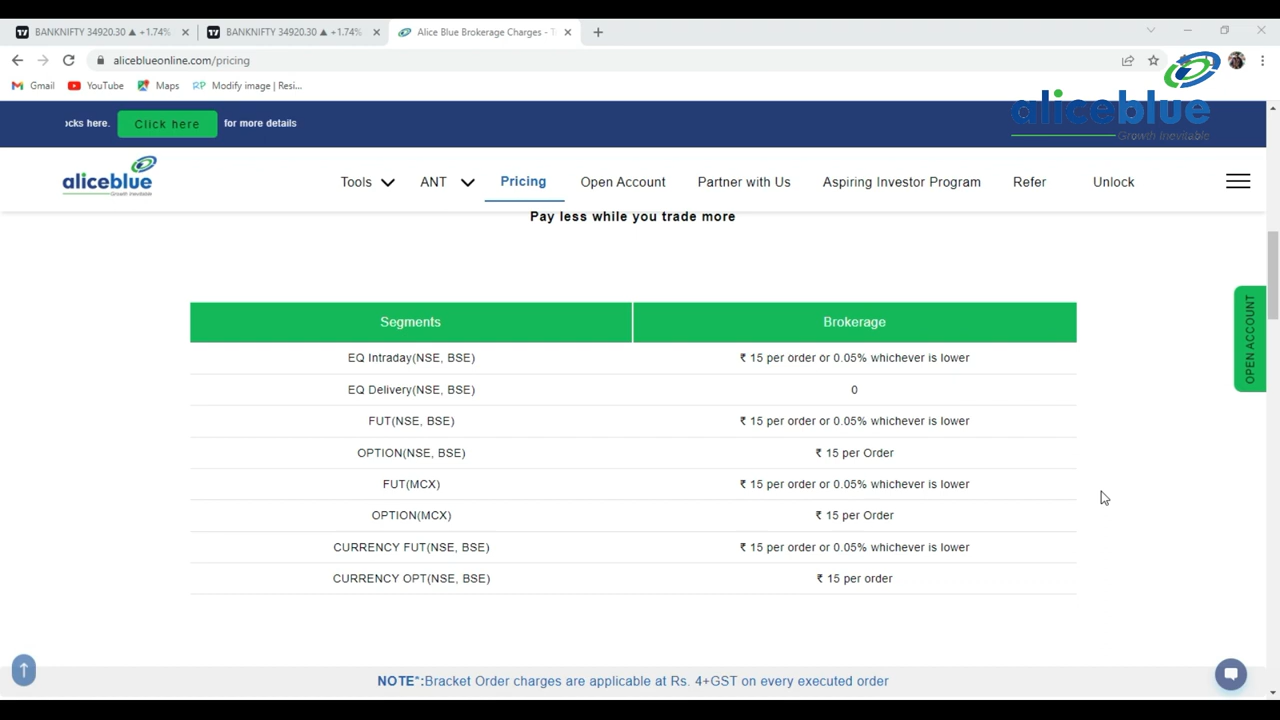 BANKNIFTY 34920.30 ▲ +1.74%
BANKNIFTY 34920.30 ▲ +1.74%
Alice Blue Brokerage Charges - T
aliceblueonline.com/pricing
Gmail
YouTube
Maps
Modify image | Resi...
aliceblue
Growth Inevitable
ocks here.
Click here
for more details
aliceblue
Growth Inevitable
Tools
ANT
Pricing
Open Account
Partner with Us
Aspiring Investor Program
Refer
Unlock
Pay less while you trade more
Segments Brokerage
EQ Intraday(NSE, BSE) ₹ 15 per order or 0.05% whichever is lower
EQ Delivery(NSE, BSE) 0
FUT(NSE, BSE) ₹ 15 per order or 0.05% whichever is lower
OPTION(NSE, BSE) ₹ 15 per Order
FUT(MCX) ₹ 15 per order or 0.05% whichever is lower
OPTION(MCX) ₹ 15 per Order
CURRENCY FUT(NSE, BSE) ₹ 15 per order or 0.05% whichever is lower
CURRENCY OPT(NSE, BSE) ₹ 15 per order
OPEN ACCOUNT
NOTE*:Bracket Order charges are applicable at Rs. 4+GST on every executed order